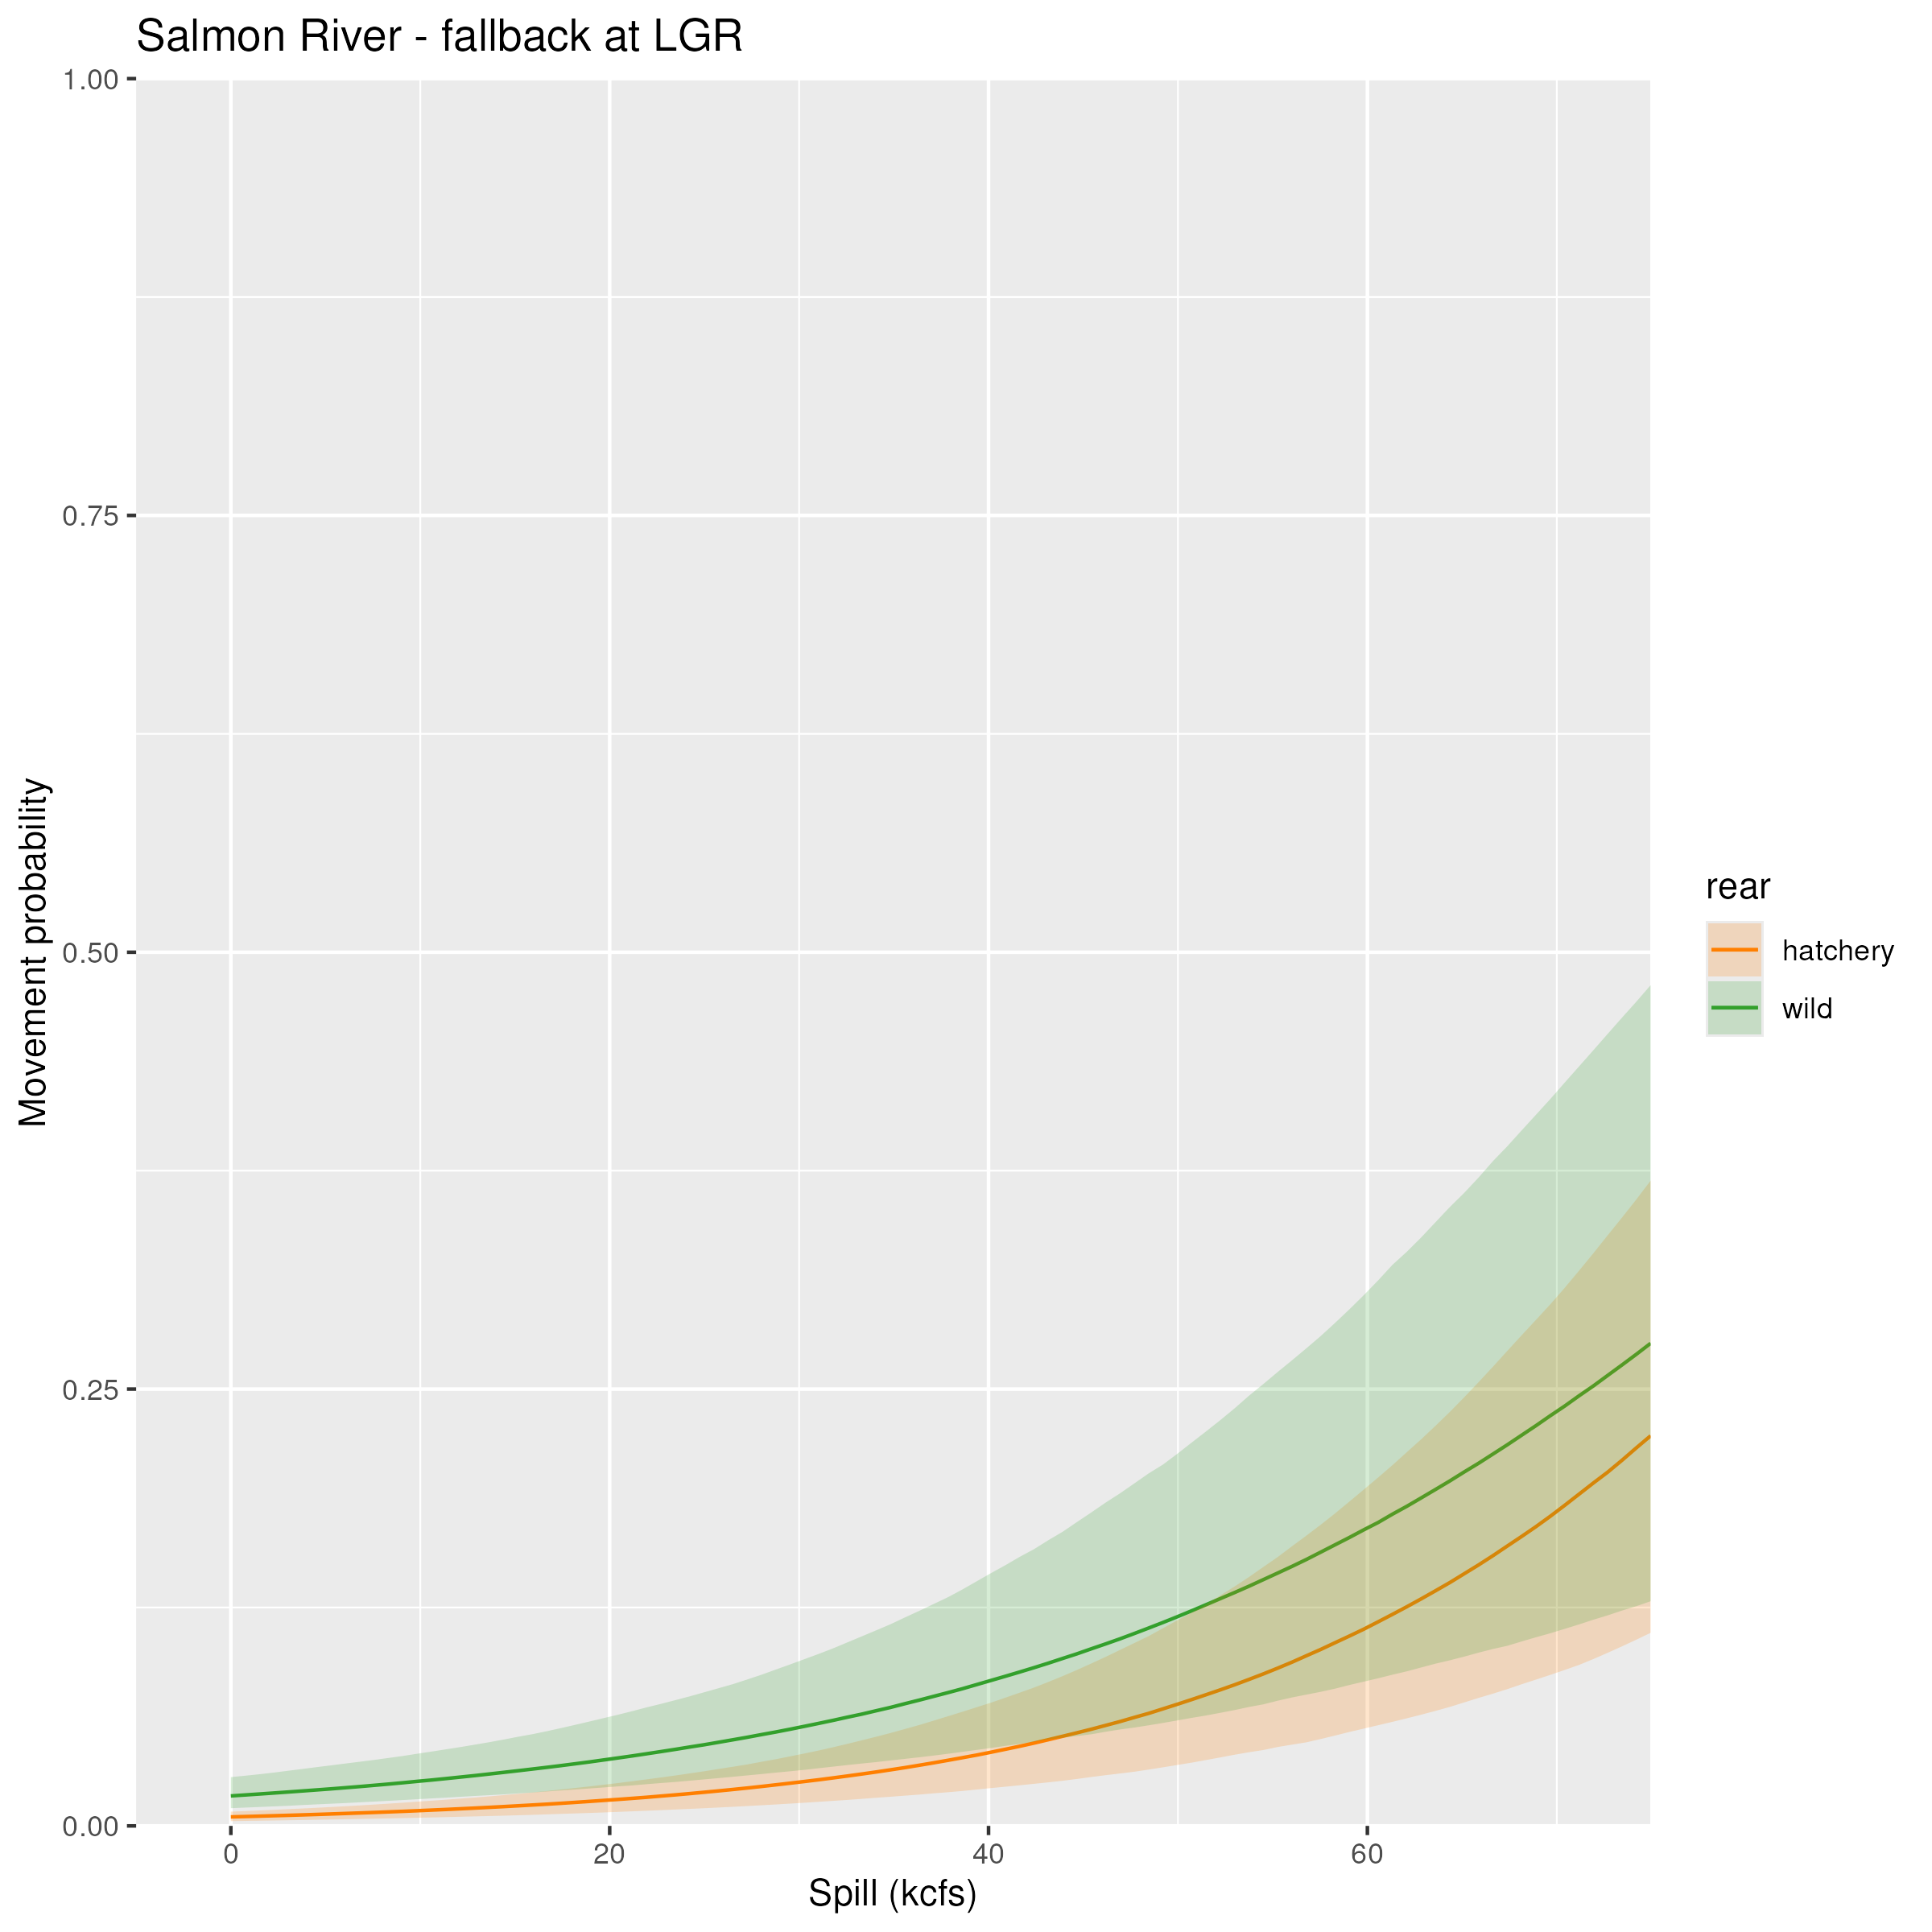 Salmon River - fallback at LGR
1.00
0.75
0.50
0.25
0.00
Movement probability
0 20 40 60
Spill (kcfs)
rear
hatchery
wild